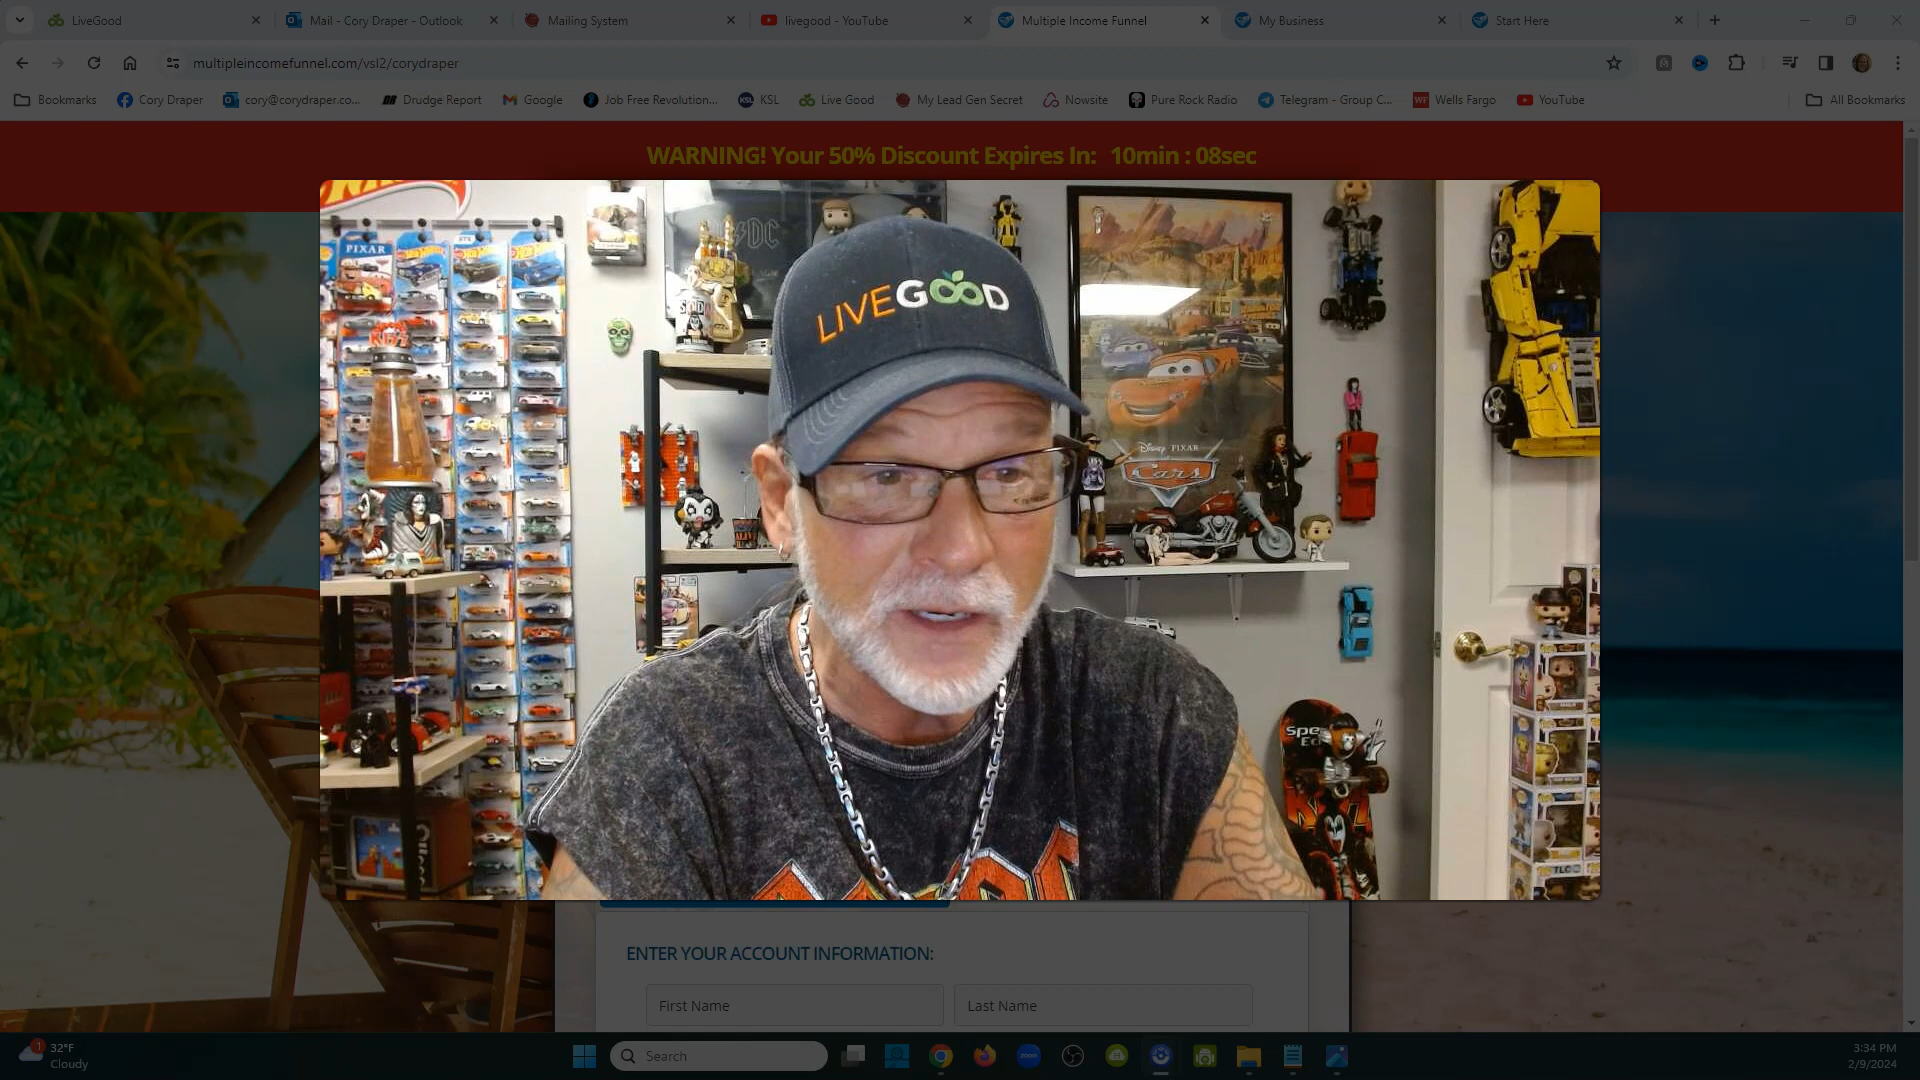 LiveGood
Mail - Cory Draper - Outlook
Mailing System
livegood - YouTube
Multiple Income Funnel
My Business
Start Here
multipleincomefunnel.com/vsl2/corydraper
Bookmarks
Cory Draper
cory@corydraper.co...
Drudge Report
Google
Job Free Revolution...
KSL
KSL
Live Good
My Lead Gen Secret
Nowsite
Pure Rock Radio
Telegram - Group C...
WF
Wells Fargo
YouTube
All Bookmarks
WARNING! Your 50% Discount Expires In: 10min : 08sec
PIXAR
LIVEGOOD
Disney PIXAR
Cars
ENTER YOUR ACCOUNT INFORMATION:
First Name
Last Name
1
32°F
Cloudy
Search
zoom
3:34 PM
2/9/2024